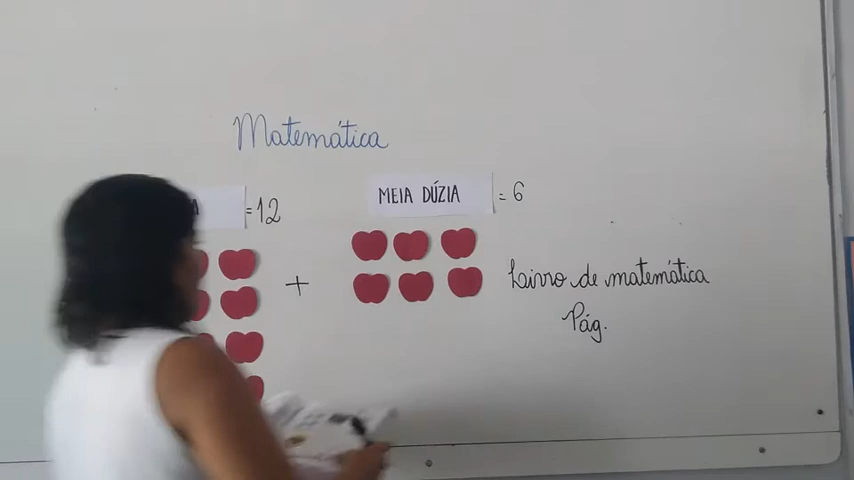 Matemática
=12
MEIA DÚZIA = 6
+
Livro de matemática
Pág.